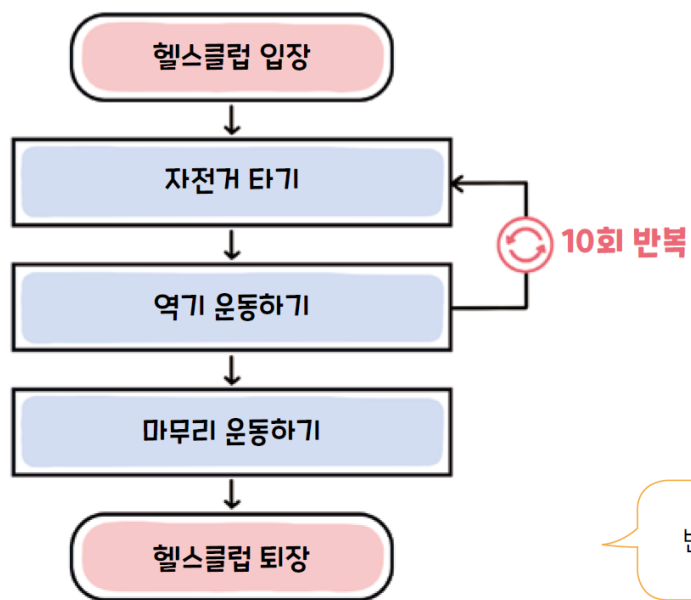 헬스클럽 입장
자전거 타기
10회 반복
역기 운동하기
마무리 운동하기
헬스클럽 퇴장